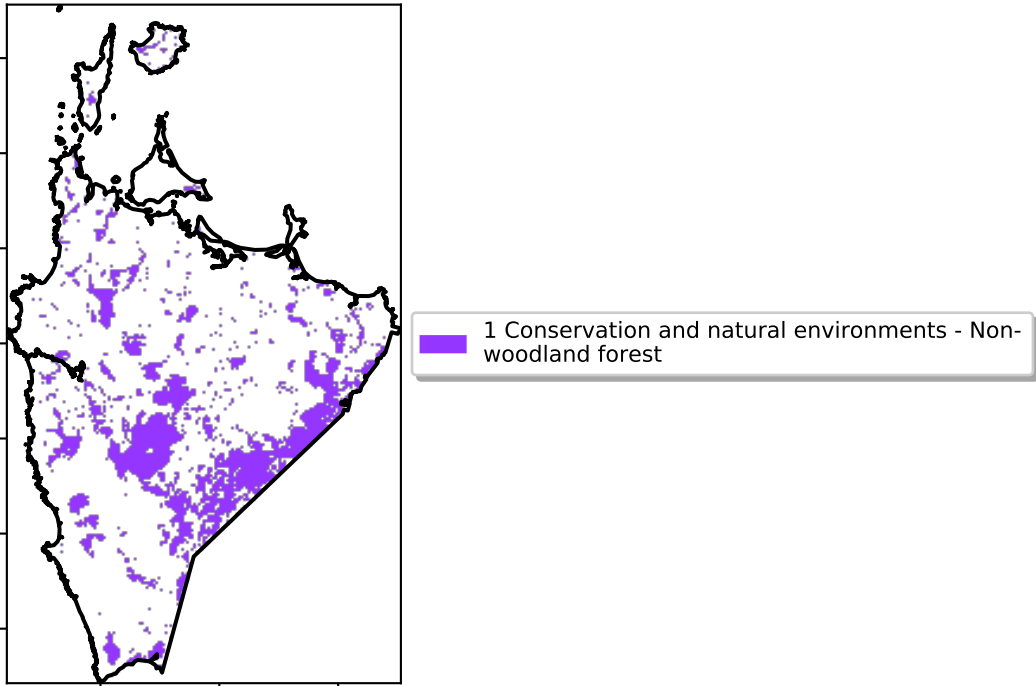 1 Conservation and natural environments - Non-
woodland forest